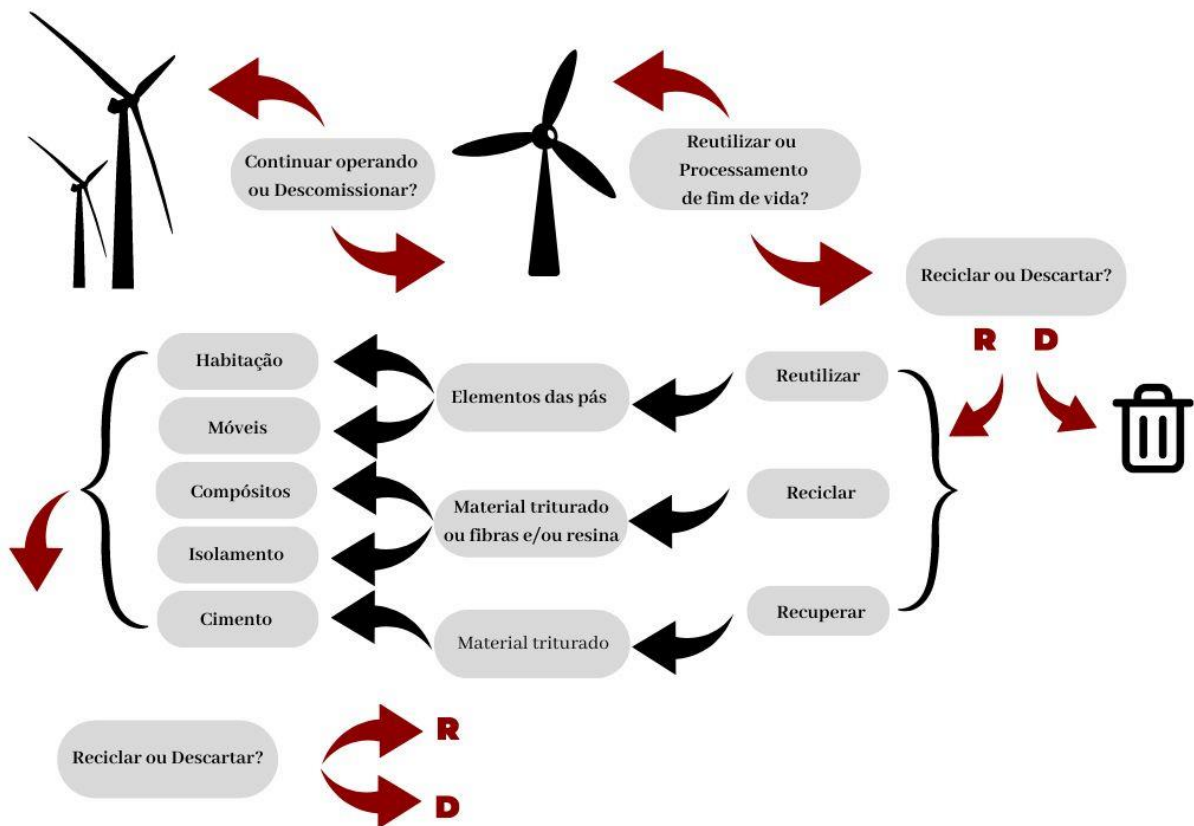 Continuar operando
ou Descomissionar?
Reutilizar ou
Processamento
de fim de vida?
Reciclar ou Descartar?
R D
Habitação
Móveis
Compósitos
Isolamento
Cimento
Elementos das pás
Material triturado
ou fibras e/ou resina
Material triturado
Reutilizar
Reciclar
Recuperar
Reciclar ou Descartar?
R
D